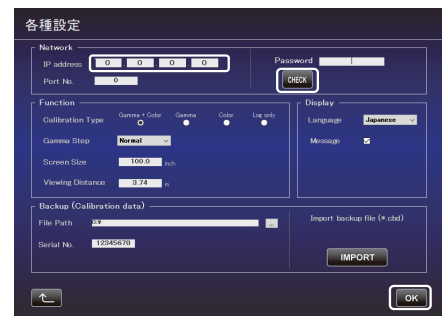 各種設定
Network
IP address 0 . 0 . 0 . 0 Password
Port No. 0 CHECK
Function
Calibration Type Gamma + Color Gamma Color Log only
Gamma Step Normal
Screen Size 100.0 inch
Viewing Distance 3.74 m
Display
Language Japanese
Message
Backup (Calibration data)
File Path D:¥ ...
Serial No. 12345678
Import backup file (*.cbd)
IMPORT
OK